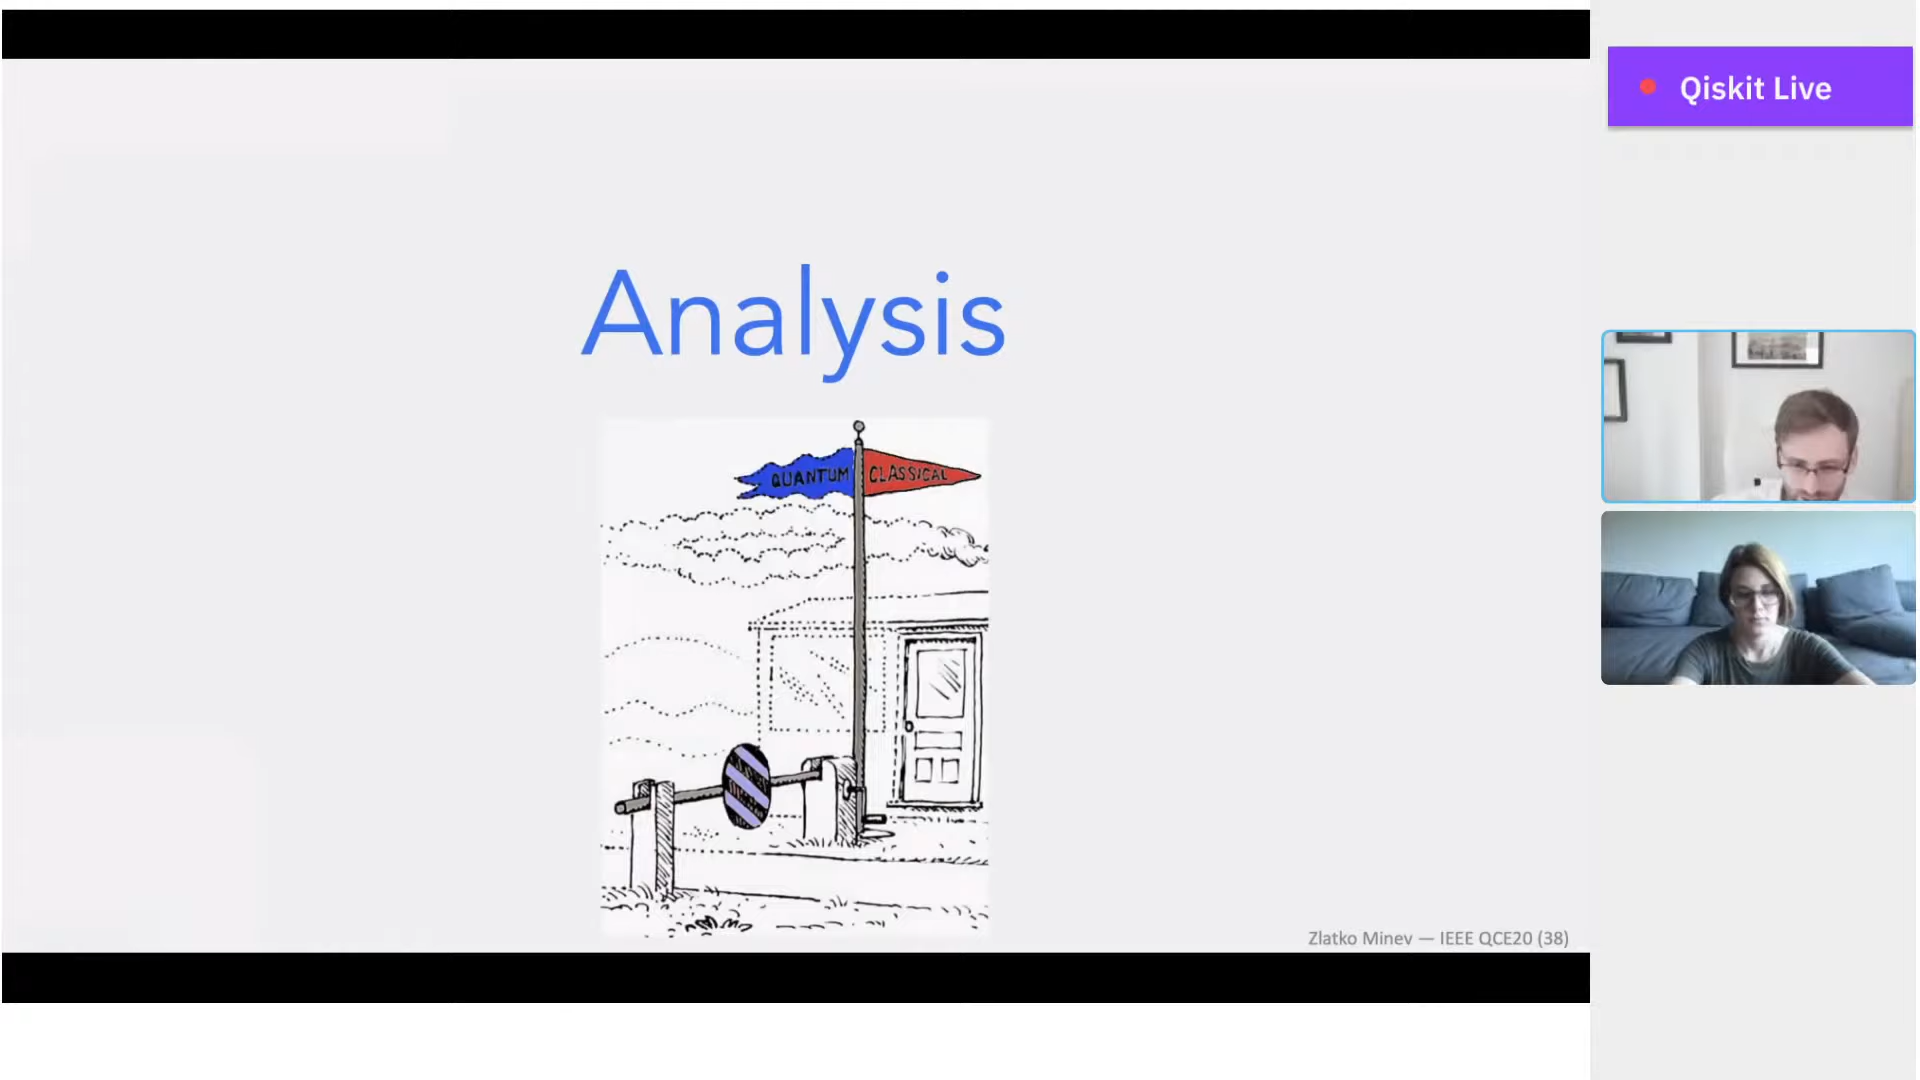 Qiskit Live
Analysis
QUANTUM CLASSICAL
Zlatko Minev — IEEE QCE20 (38)